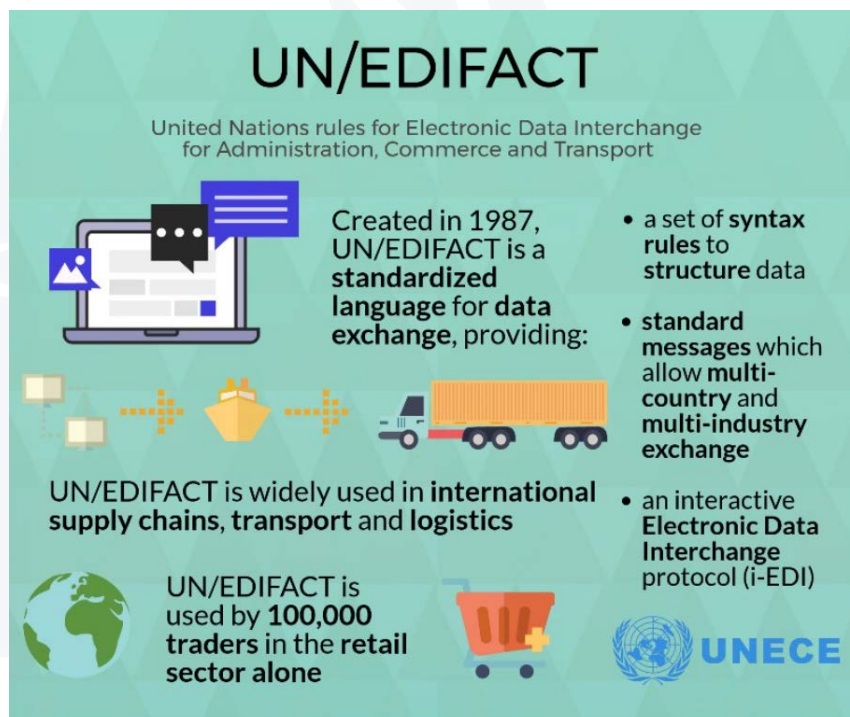 UN/EDIFACT
United Nations rules for Electronic Data Interchange
for Administration, Commerce and Transport
Created in 1987,
UN/EDIFACT is a
standardized
language for data
exchange, providing:
• a set of syntax
rules to
structure data
• standard
messages which
allow multi-
country and
multi-industry
exchange
• an interactive
Electronic Data
Interchange
protocol (i-EDI)
UN/EDIFACT is widely used in international
supply chains, transport and logistics
UN/EDIFACT is
used by 100,000
traders in the retail
sector alone
UNECE